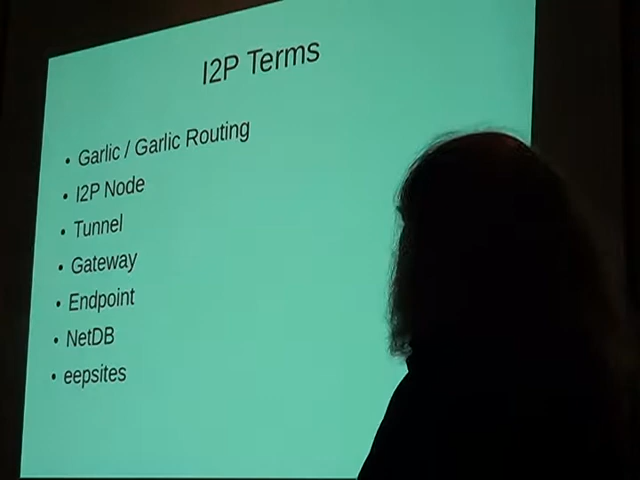 I2P Terms
• Garlic / Garlic Routing
• I2P Node
• Tunnel
• Gateway
• Endpoint
• NetDB
• eepsites